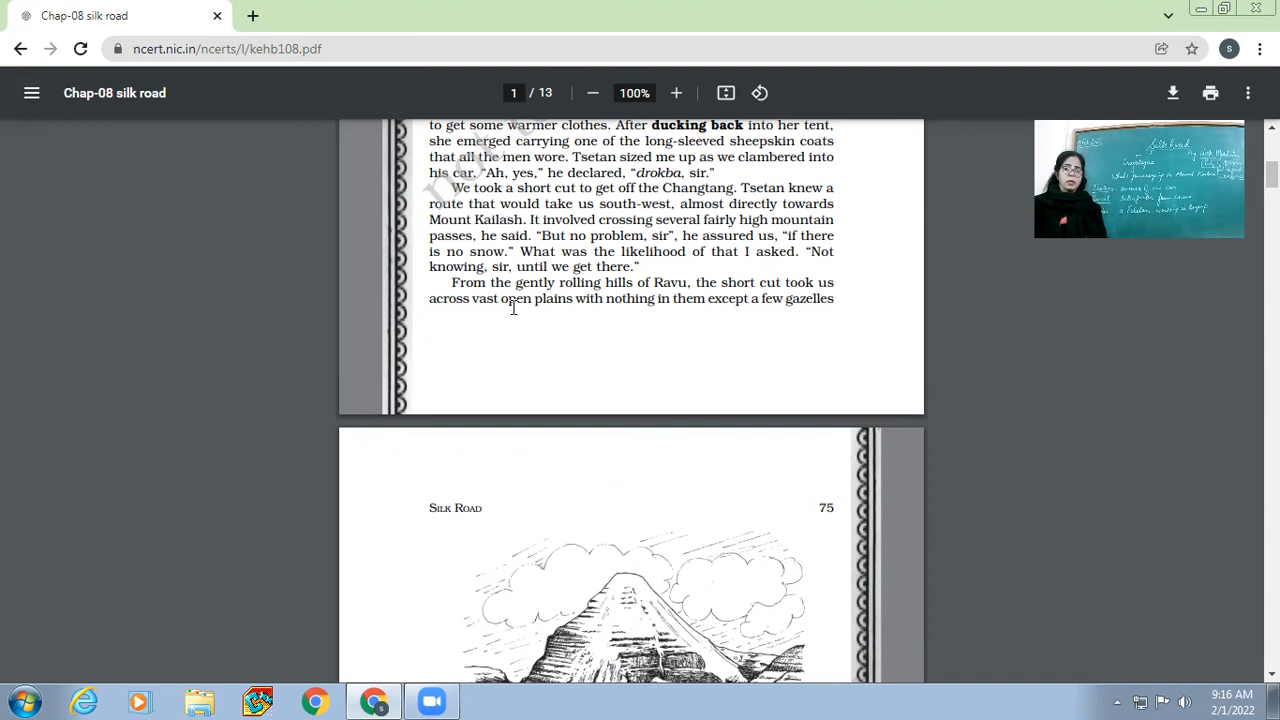 Chap-08 silk road
ncert.nic.in/ncerts/l/kehb108.pdf
S
Chap-08 silk road
1 / 13
100%
to get some warmer clothes. After ducking back into her tent,
she emerged carrying one of the long-sleeved sheepskin coats
that all the men wore. Tsetan sized me up as we clambered into
his car. “Ah, yes,” he declared, “drokba, sir.”
We took a short cut to get off the Changtang. Tsetan knew a
route that would take us south-west, almost directly towards
Mount Kailash. It involved crossing several fairly high mountain
passes, he said. “But no problem, sir”, he assured us, “if there
is no snow.” What was the likelihood of that I asked. “Not
knowing, sir, until we get there.”
From the gently rolling hills of Ravu, the short cut took us
across vast open plains with nothing in them except a few gazelles
not
Silk Road
Travelogue
SILK ROAD
75
9:16 AM
2/1/2022